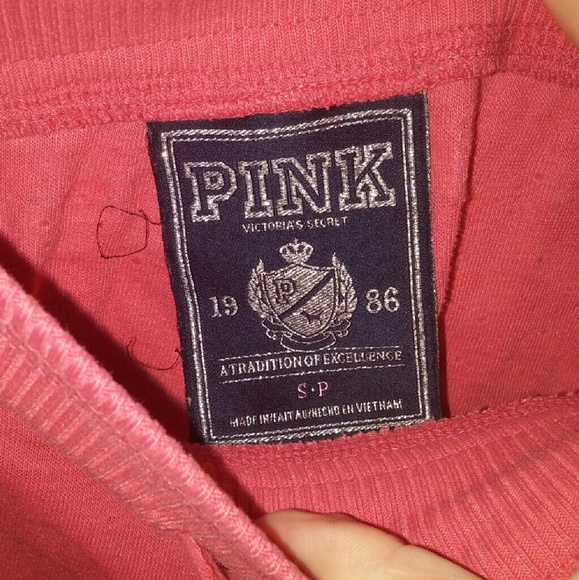 PINK
VICTORIA'S SECRET
P
19 86
A TRADITION OF EXCELLENCE
S·P
MADE IN/FAIT AU/HECHO EN VIETNAM